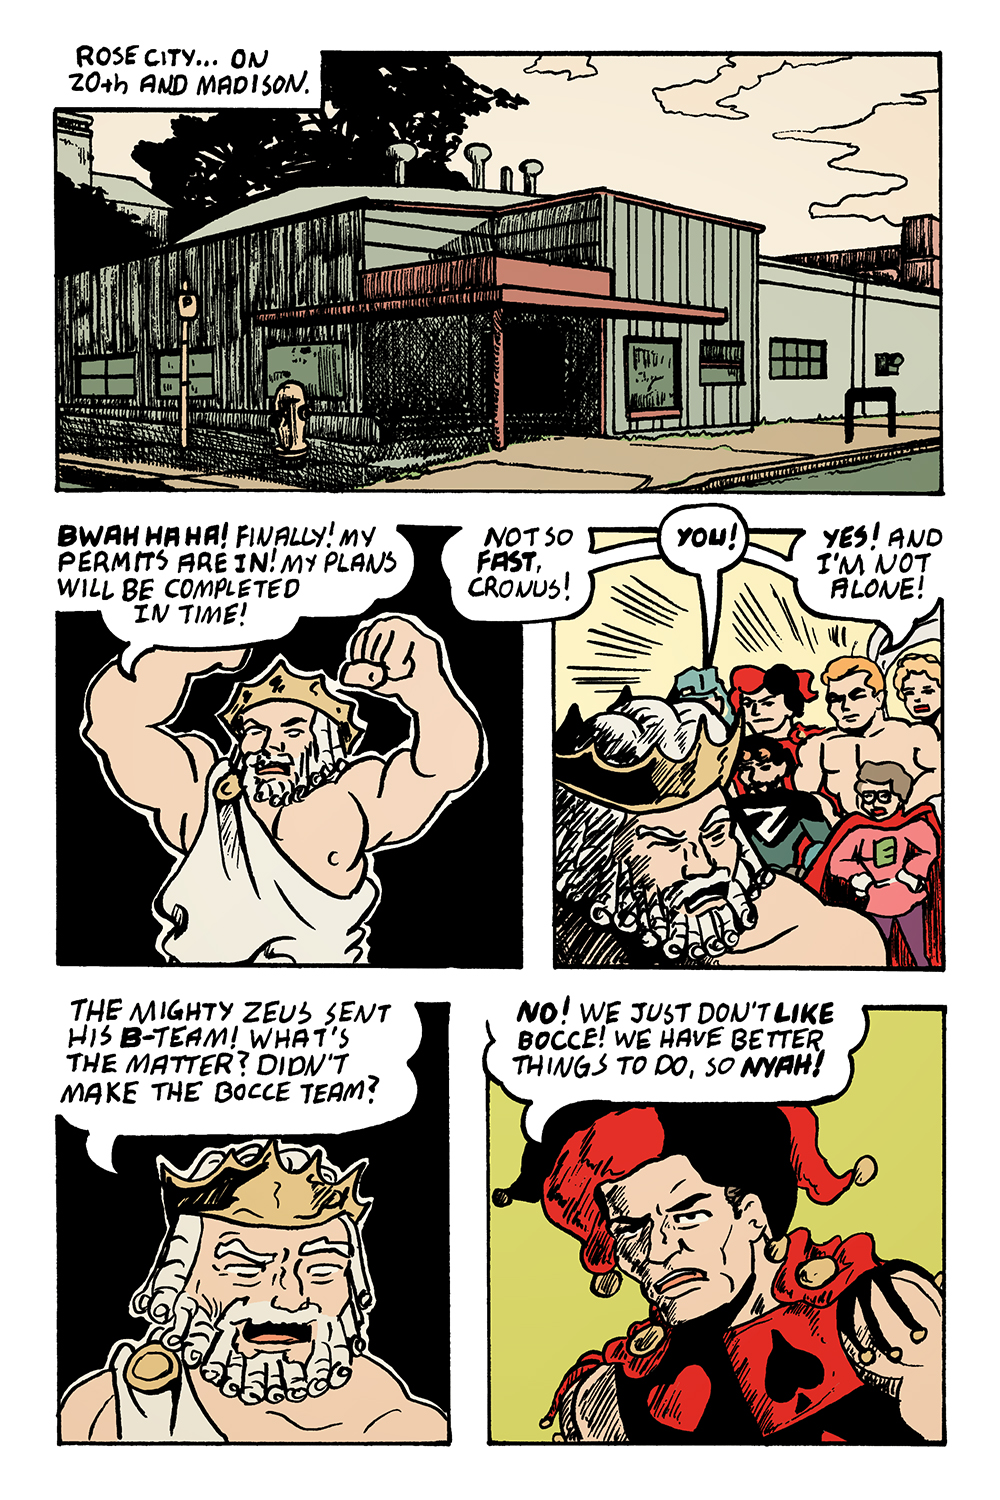 ROSE CITY... ON
20th AND MADISON.
P
BWAH HA HA! FINALLY! MY
PERMITS ARE IN! MY PLANS
WILL BE COMPLETED
IN TIME!
NOT SO
FAST,
CRONUS!
YOU!
YES! AND
I'M NOT
ALONE!
E
THE MIGHTY ZEUS SENT
HIS B-TEAM! WHAT'S
THE MATTER? DIDN'T
MAKE THE BOCCE TEAM?
NO! WE JUST DON'T LIKE
BOCCE! WE HAVE BETTER
THINGS TO DO, SO NYAH!